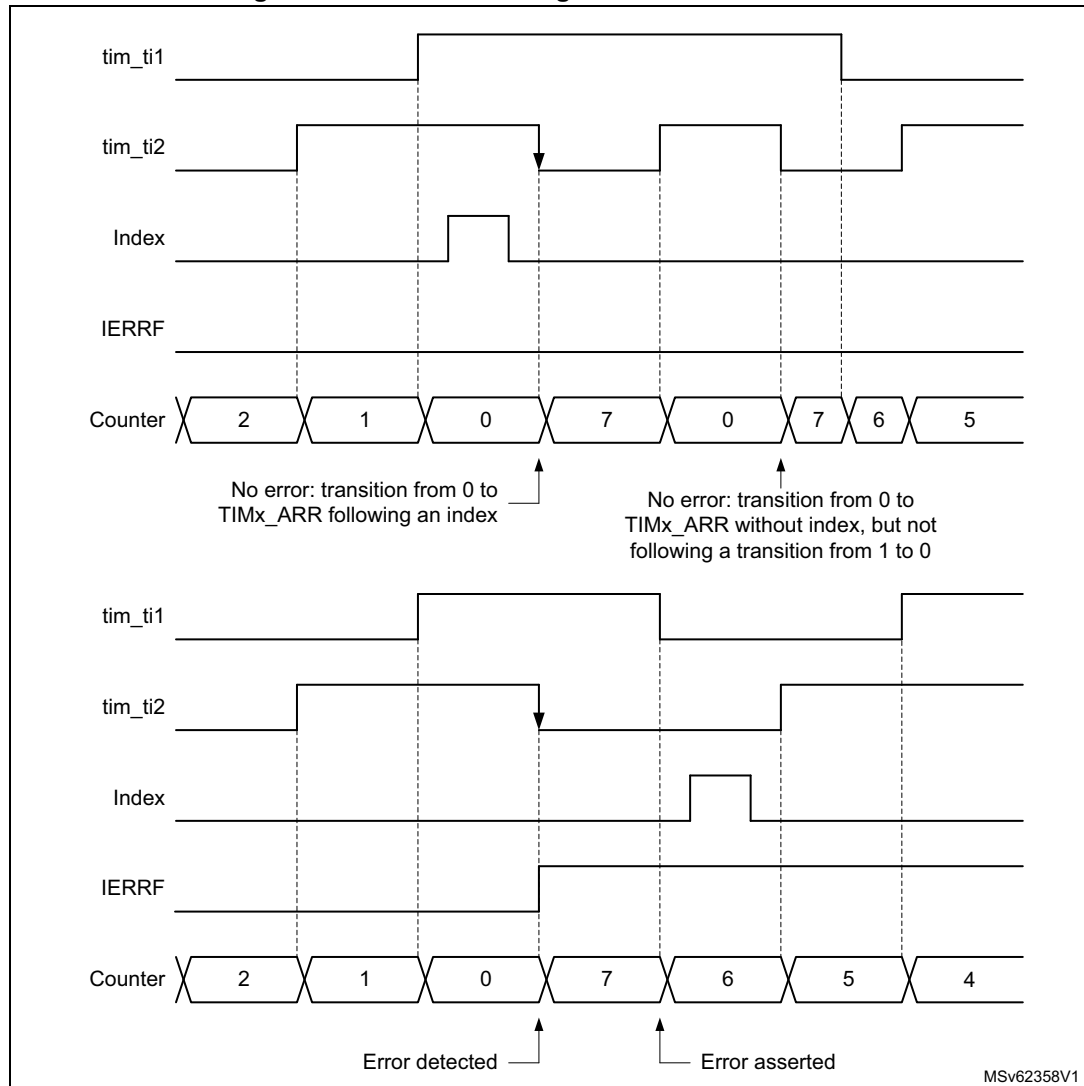 tim_ti1
tim_ti2
Index
IERRF
Counter 2 1 0 7 0 7 6 5
No error: transition from 0 to
TIMx_ARR following an index
No error: transition from 0 to
TIMx_ARR without index, but not
following a transition from 1 to 0
tim_ti1
tim_ti2
Index
IERRF
Counter 2 1 0 7 6 5 4
Error detected
Error asserted
MSv62358V1